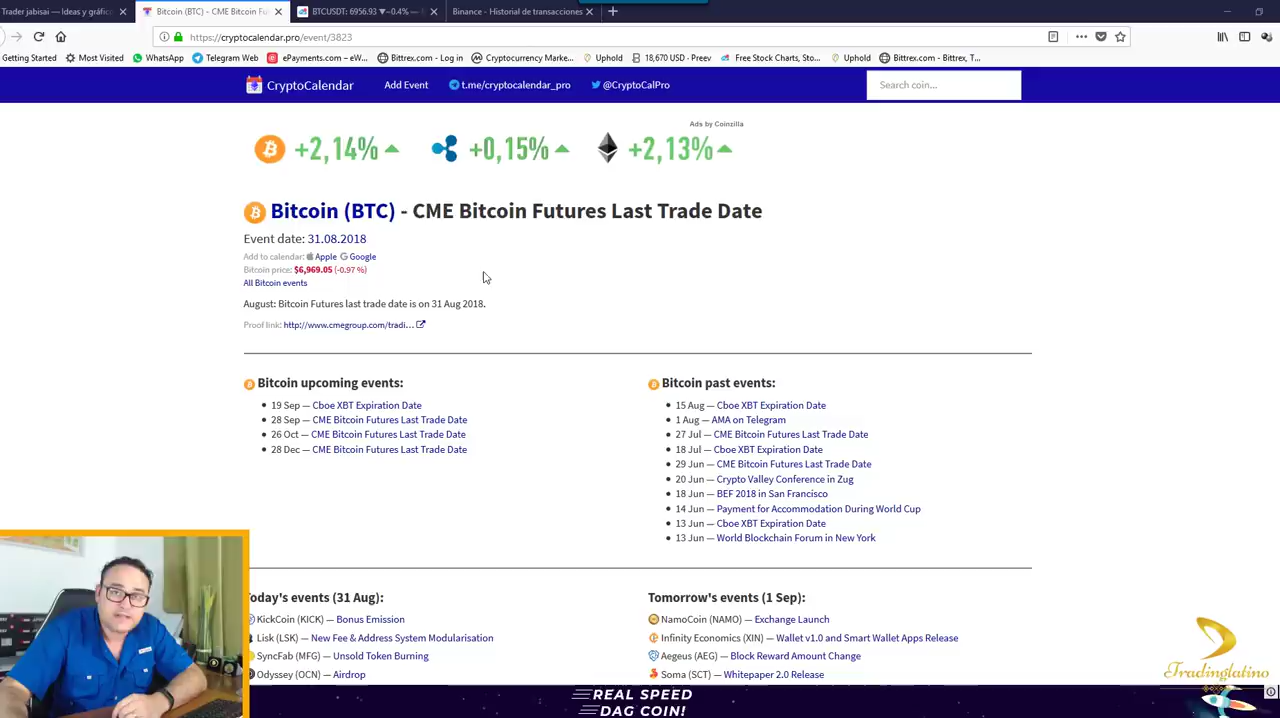 Trader jabisai — Ideas y gráfic
Bitcoin (BTC) - CME Bitcoin Fut
BTCUSDT: 6956.93 ▼−0.4% —
Binance - Historial de transacciones
https://cryptocalendar.pro/event/3823
Getting Started
Most Visited
WhatsApp
Telegram Web
ePayments.com – eW...
Bittrex.com - Log in
Cryptocurrency Marke...
Uphold
18,670 USD · Preev
Free Stock Charts, Sto...
Uphold
Bittrex.com - Bittrex, T...
CryptoCalendar
Add Event
t.me/cryptocalendar_pro
@CryptoCalPro
Search coin...
Ads by Coinzilla
+2,14%
+0,15%
+2,13%
Bitcoin (BTC) - CME Bitcoin Futures Last Trade Date
Event date: 31.08.2018
Add to calendar: Apple Google
Bitcoin price: $6,969.05 (-0.97 %)
All Bitcoin events
August: Bitcoin Futures last trade date is on 31 Aug 2018.
Proof link: http://www.cmegroup.com/tradi...
Bitcoin upcoming events:
19 Sep — Cboe XBT Expiration Date
28 Sep — CME Bitcoin Futures Last Trade Date
26 Oct — CME Bitcoin Futures Last Trade Date
28 Dec — CME Bitcoin Futures Last Trade Date
Bitcoin past events:
15 Aug — Cboe XBT Expiration Date
1 Aug — AMA on Telegram
27 Jul — CME Bitcoin Futures Last Trade Date
18 Jul — Cboe XBT Expiration Date
29 Jun — CME Bitcoin Futures Last Trade Date
20 Jun — Crypto Valley Conference in Zug
18 Jun — BEF 2018 in San Francisco
14 Jun — Payment for Accommodation During World Cup
13 Jun — Cboe XBT Expiration Date
13 Jun — World Blockchain Forum in New York
oday's events (31 Aug):
KickCoin (KICK) — Bonus Emission
Lisk (LSK) — New Fee & Address System Modularisation
SyncFab (MFG) — Unsold Token Burning
Odyssey (OCN) — Airdrop
Tomorrow's events (1 Sep):
NamoCoin (NAMO) — Exchange Launch
Infinity Economics (XIN) — Wallet v1.0 and Smart Wallet Apps Release
Aegeus (AEG) — Block Reward Amount Change
Soma (SCT) — Whitepaper 2.0 Release
REAL SPEED
DAG COIN!
Tradinglatino